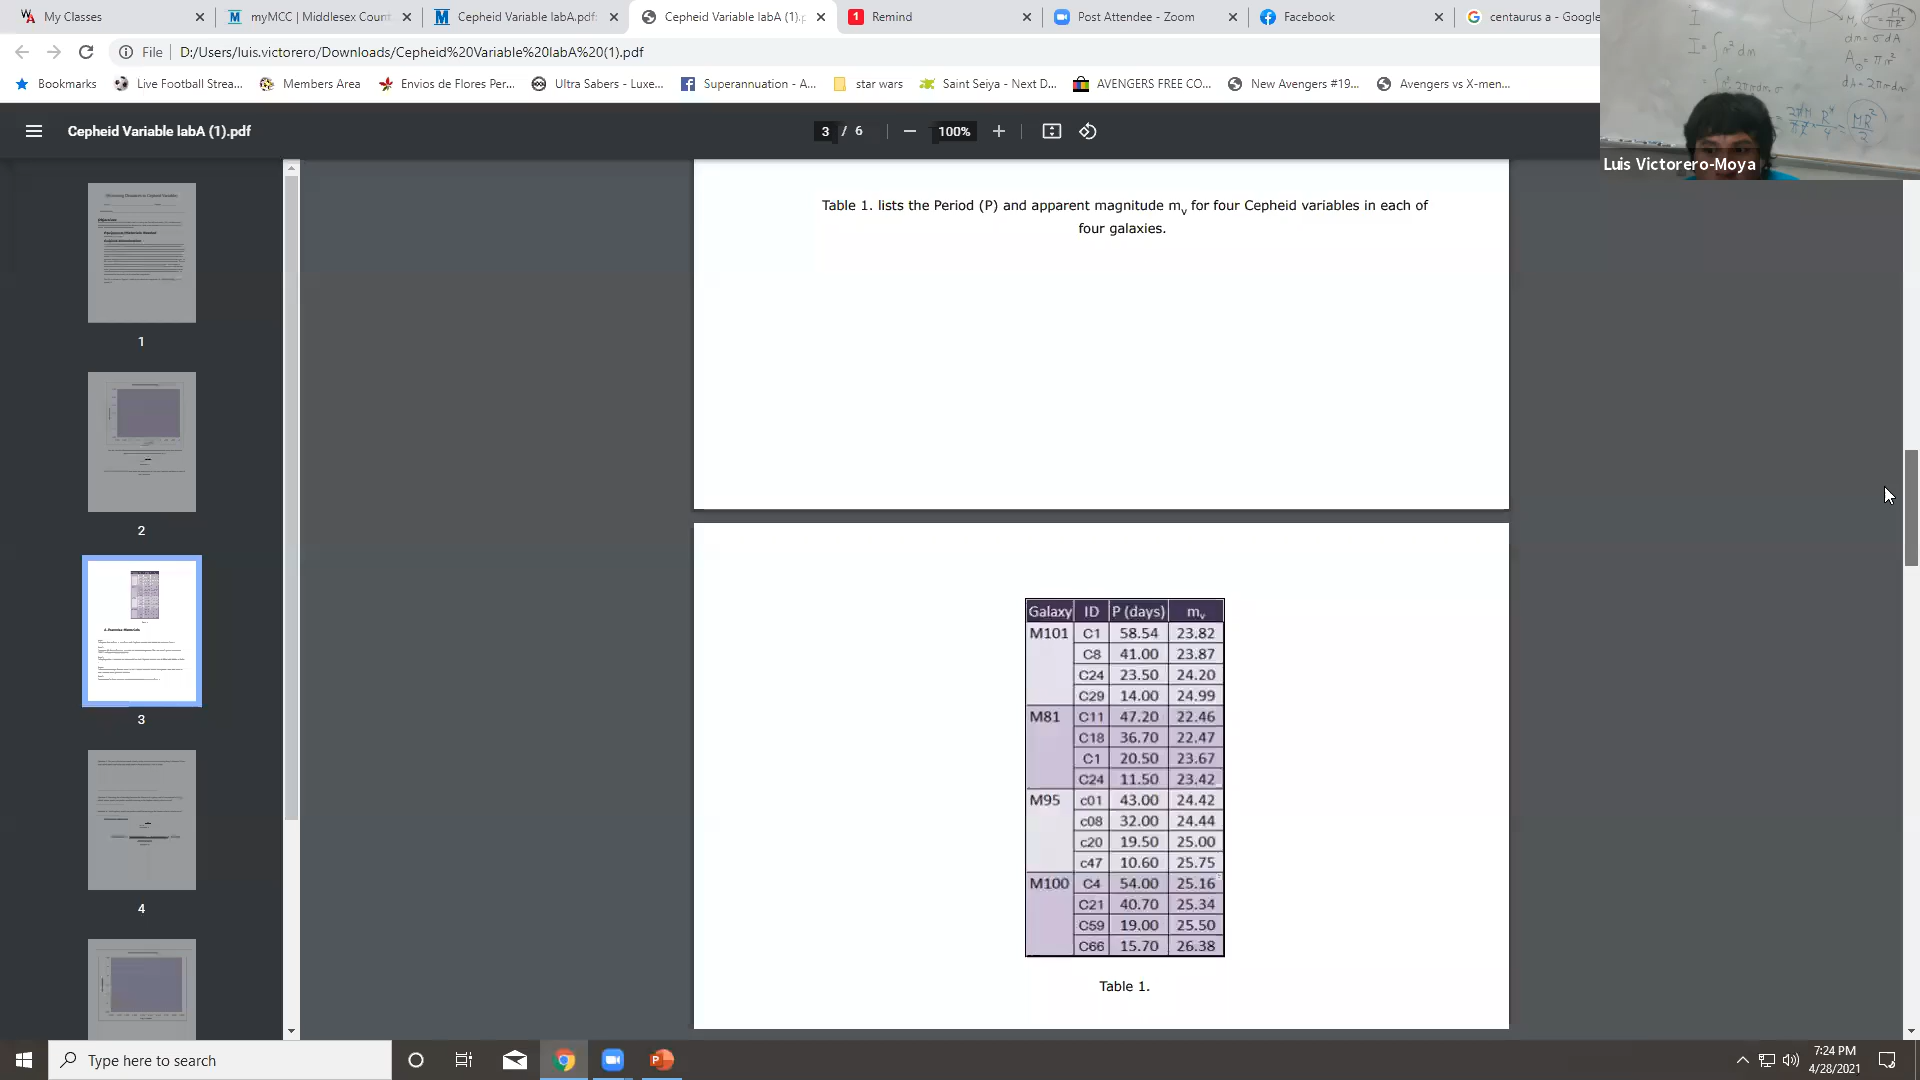 My Classes
myMCC | Middlesex Count
Cepheid Variable labA.pdf
Cepheid Variable labA (1).p
Remind
Post Attendee - Zoom
Facebook
centaurus a - Google
File
D:/Users/luis.victorero/Downloads/Cepheid%20Variable%20labA%20(1).pdf
Bookmarks
Live Football Strea...
Members Area
Envios de Flores Per...
Ultra Sabers - Luxe...
Superannuation - A...
star wars
Saint Seiya - Next D...
AVENGERS FREE CO...
New Avengers #19...
Avengers vs X-men...
Cepheid Variable labA (1).pdf
3 / 6
100%
Luis Victorero-Moya
1
2
3
4
Table 1. lists the Period (P) and apparent magnitude mv for four Cepheid variables in each of
four galaxies.
Galaxy ID P (days) mv
M101 C1 58.54 23.82
C8 41.00 23.87
C24 23.50 24.20
C29 14.00 24.99
M81 C11 47.20 22.46
C18 36.70 22.47
C1 20.50 23.67
C24 11.50 23.42
M95 c01 43.00 24.42
c08 32.00 24.44
c20 19.50 25.00
c47 10.60 25.75
M100 C4 54.00 25.16
C21 40.70 25.34
C59 19.00 25.50
C66 15.70 26.38
Table 1.
Type here to search
7:24 PM
4/28/2021